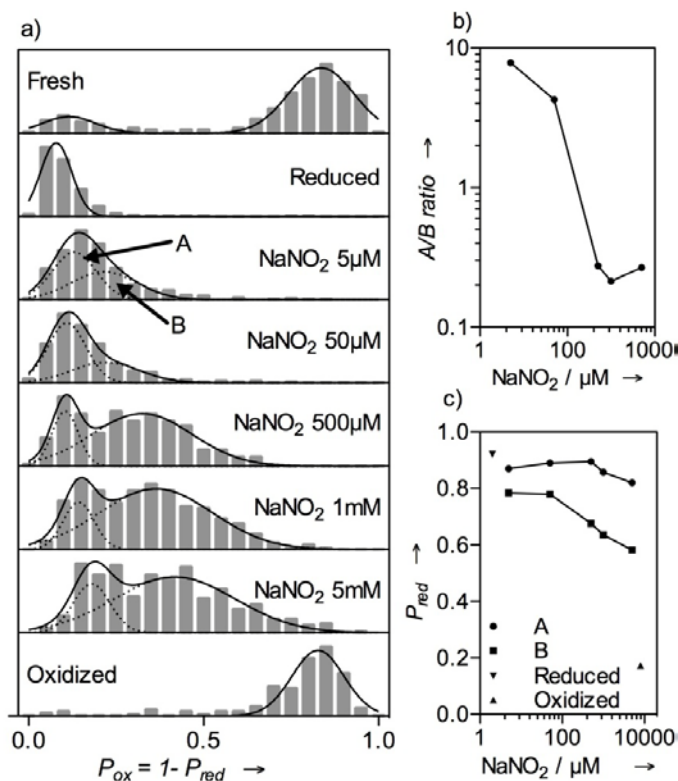 a)
Fresh
Reduced
A
NaNO2 5µM
B
NaNO2 50µM
NaNO2 500µM
NaNO2 1mM
NaNO2 5mM
Oxidized
0.0 0.5 1.0
Pox = 1- Pred →
b)
10
1
0.1
A/B ratio →
1 100 1000
NaNO2 / µM →
c)
1.0
0.8
0.6
0.4
0.2
0.0
Pred →
A
B
Reduced
Oxidized
1 100 10000
NaNO2 / µM →